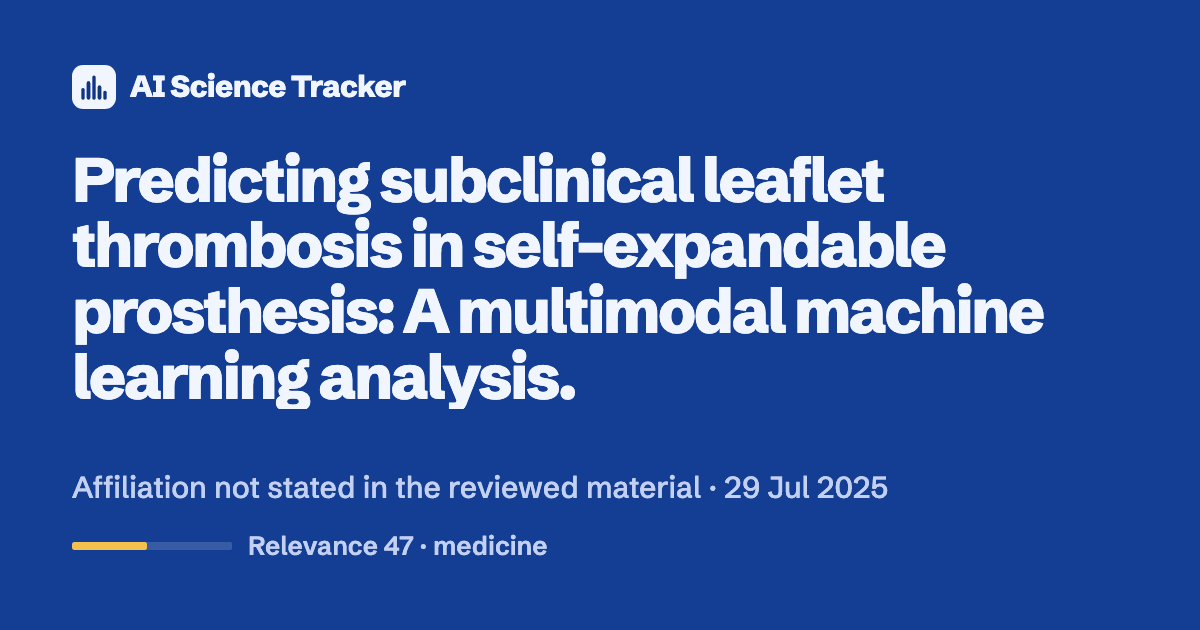 AI Science Tracker
Predicting subclinical leaflet
thrombosis in self-expandable
prosthesis: A multimodal machine
learning analysis.
Affiliation not stated in the reviewed material · 29 Jul 2025
Relevance 47 · medicine